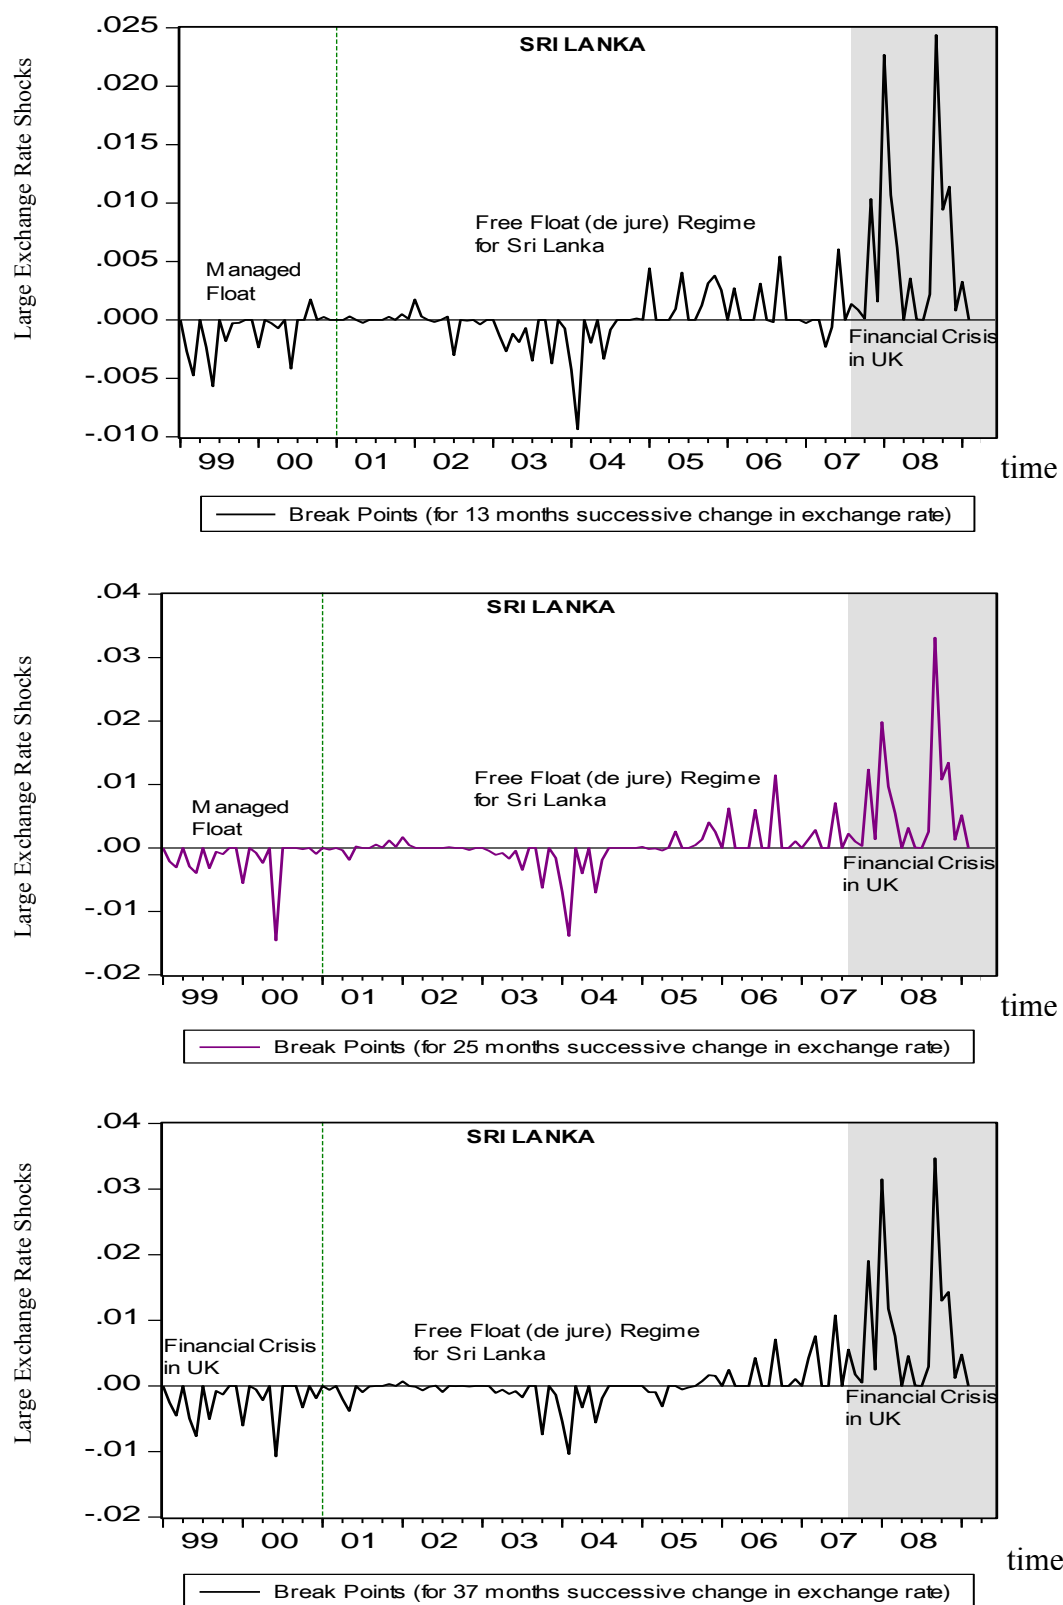 SRI LANKA
Large Exchange Rate Shocks
.025
.020
.015
.010
.005
.000
-.005
-.010
Managed
Float
Free Float (de jure) Regime
for Sri Lanka
Financial Crisis
in UK
99 00 01 02 03 04 05 06 07 08
time
Break Points (for 13 months successive change in exchange rate)
SRI LANKA
Large Exchange Rate Shocks
.04
.03
.02
.01
.00
-.01
-.02
Managed
Float
Free Float (de jure) Regime
for Sri Lanka
Financial Crisis
in UK
99 00 01 02 03 04 05 06 07 08
time
Break Points (for 25 months successive change in exchange rate)
SRI LANKA
Large Exchange Rate Shocks
.04
.03
.02
.01
.00
-.01
-.02
Financial Crisis
in UK
Free Float (de jure) Regime
for Sri Lanka
Financial Crisis
in UK
99 00 01 02 03 04 05 06 07 08
time
Break Points (for 37 months successive change in exchange rate)